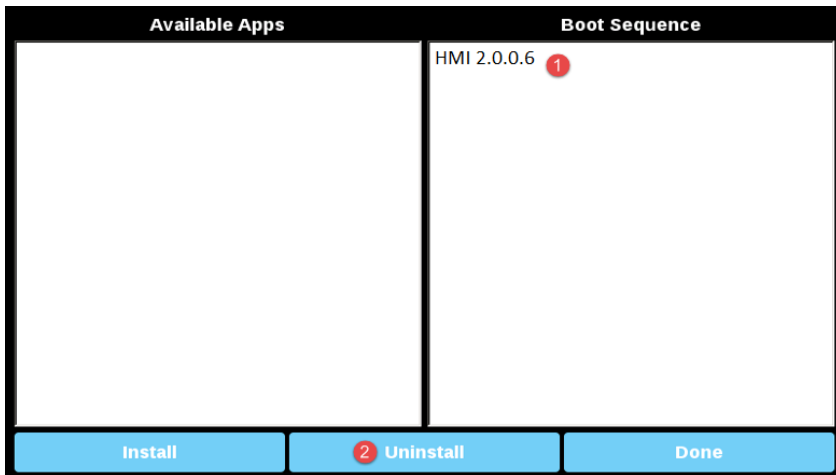 Available Apps
Boot Sequence
HMI 2.0.0.6 1
Install
2 Uninstall
Done